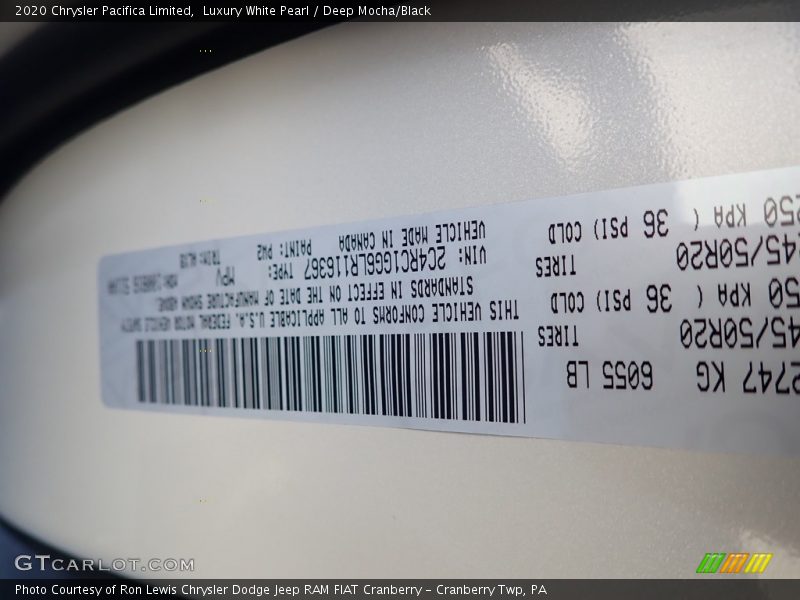 2020 Chrysler Pacifica Limited, Luxury White Pearl / Deep Mocha/Black
2747 KG 6055 LB
45/50R20 TIRES
50 KPA ( 36 PSI) COLD
245/50R20 TIRES
250 KPA ( 36 PSI) COLD
THIS VEHICLE CONFORMS TO ALL APPLICABLE U.S.A. FEDERAL MOTOR VEHICLE SAFETY
STANDARDS IN EFFECT ON THE DATE OF MANUFACTURE SHOWN ABOVE
VIN: 2C4RC1GG6LR116367 TYPE: MPV
VEHICLE MADE IN CANADA PAINT: PW2 TRIM:
GTCARLOT.COM
Photo Courtesy of Ron Lewis Chrysler Dodge Jeep RAM FIAT Cranberry – Cranberry Twp, PA